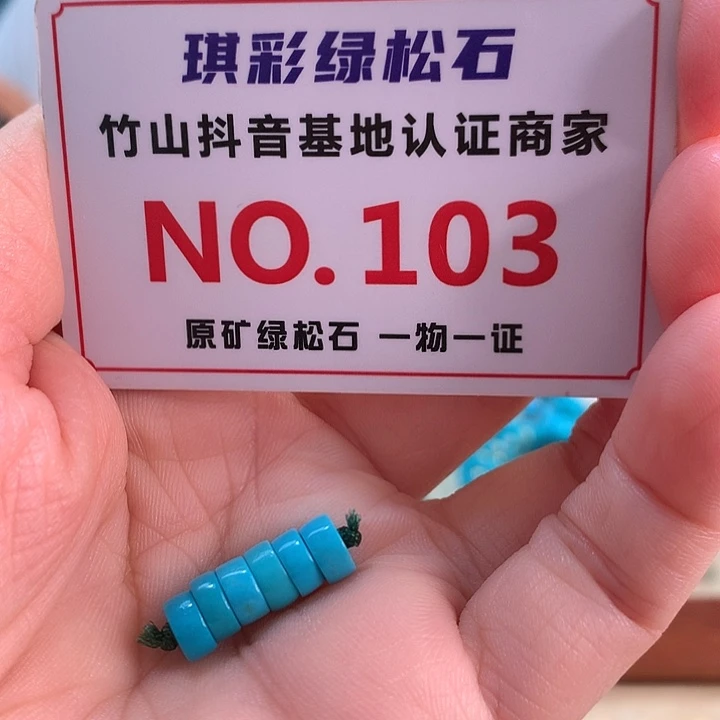 琪彩绿松石
竹山抖音基地认证商家
NO.103
原矿绿松石 一物一证